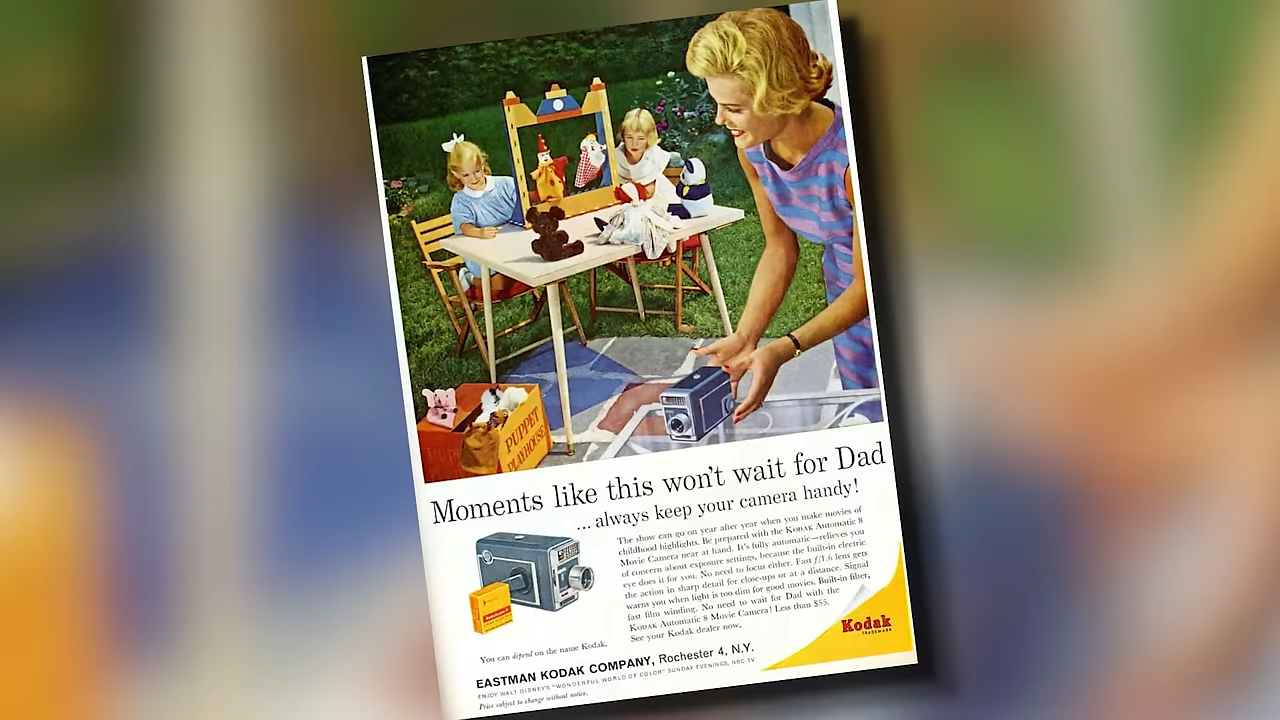 PUPPET
PLAYHOUSE
Moments like this won't wait for Dad
...always keep your camera handy!
The show can go on year after year when you make movies of
childhood highlights. Be prepared with the KODAK Automatic 8
Movie Camera near at hand. It's fully automatic—relieves you
of concern about exposure settings, because the built-in electric
eye does it for you. No need to focus either. Fast f/1.6 lens gets
the action in sharp detail for close-ups or at a distance. Signal
warns you when light is too dim for good movies. Built-in filter,
fast film winding. No need to wait for Dad with the
KODAK Automatic 8 Movie Camera! Less than $55.
See your Kodak dealer now.
You can depend on the name Kodak.
EASTMAN KODAK COMPANY, Rochester 4, N.Y.
ENJOY WALT DISNEY'S "WONDERFUL WORLD OF COLOR" SUNDAY EVENINGS, NBC-TV
Price subject to change without notice.
Kodak
TRADEMARK